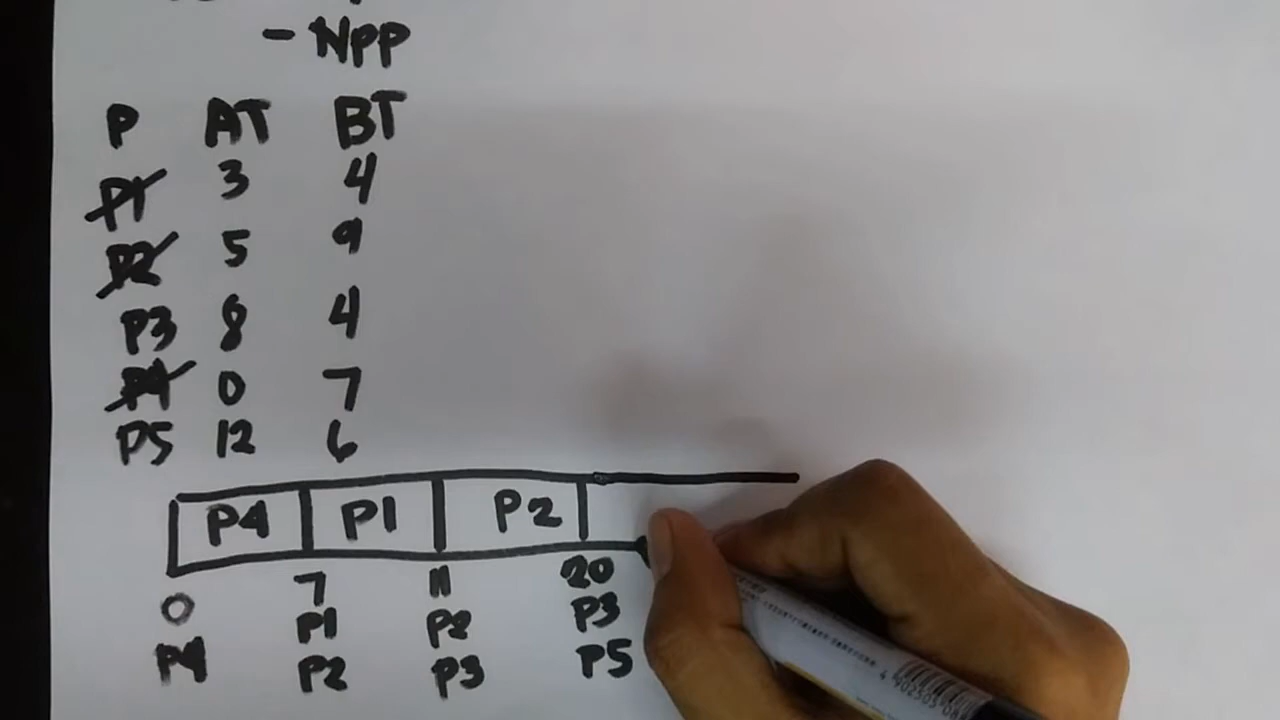 - NPP
P AT BT
P1 3 4
P2 5 9
P3 8 4
P4 0 7
P5 12 6
P4 P1 P2
0 7 11 20
P4 P1 P2 P3
P2 P3 P5